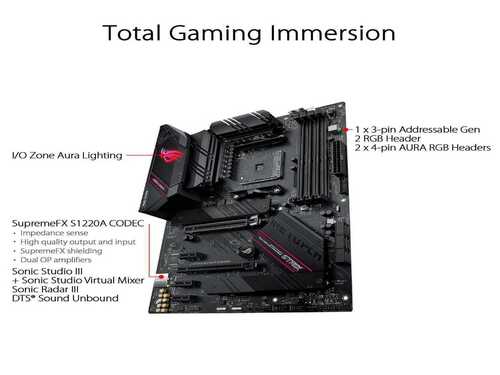 Total Gaming Immersion
1 x 3-pin Addressable Gen
2 RGB Header
2 x 4-pin AURA RGB Headers
I/O Zone Aura Lighting
SupremeFX S1220A CODEC
• Impedance sense
• High quality output and input
• SupremeFX shielding
• Dual OP amplifiers
Sonic Studio III
+ Sonic Studio Virtual Mixer
Sonic Radar III
DTS® Sound Unbound
STRIX